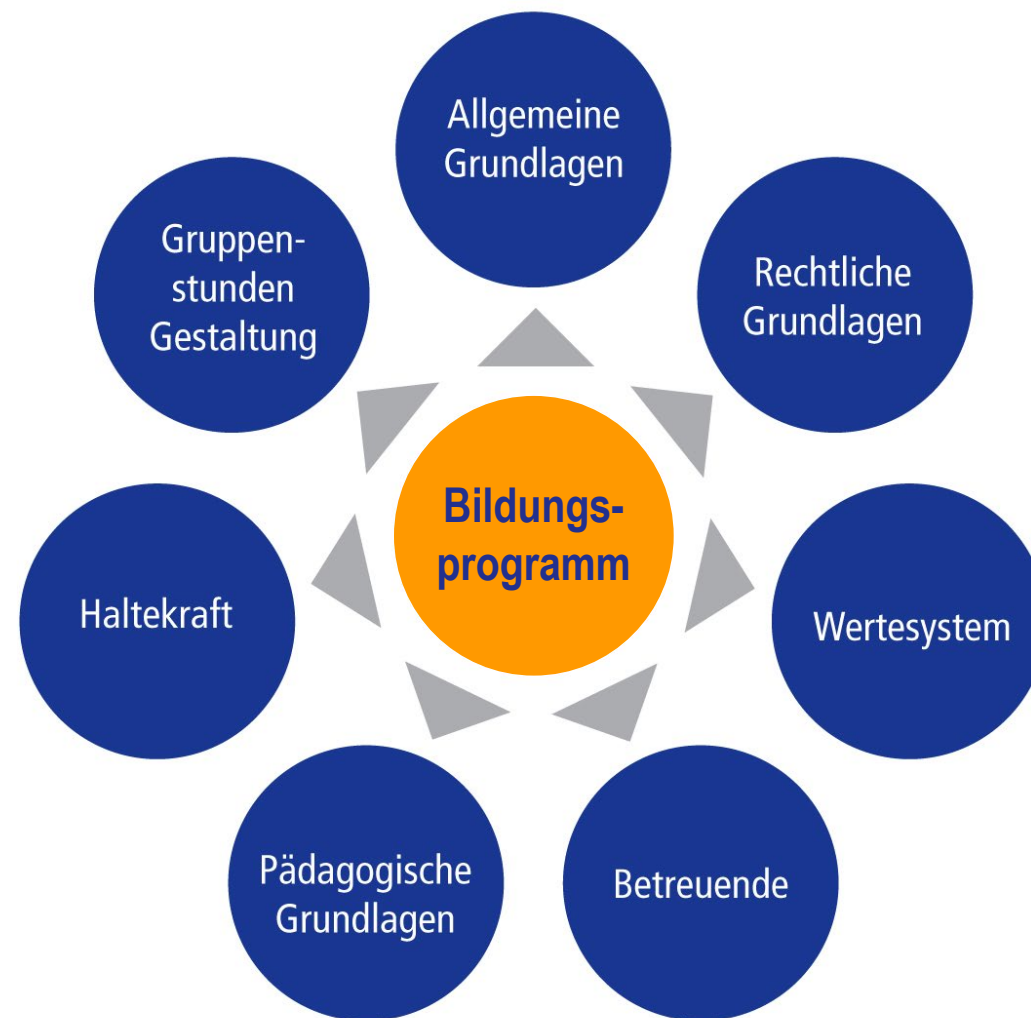 Allgemeine
Grundlagen
Rechtliche
Grundlagen
Wertesystem
Betreuende
Pädagogische
Grundlagen
Haltekraft
Gruppen-
stunden
Gestaltung
Bildungs-
programm